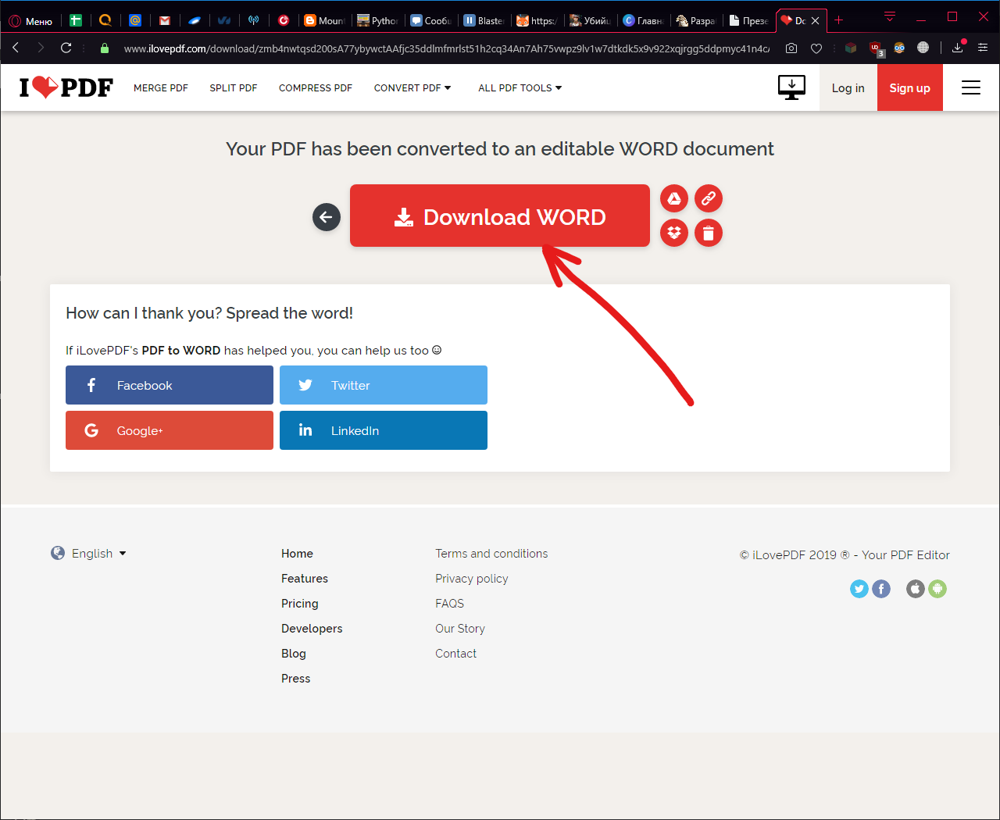 Меню
Mount
Pythor
Сообщ
Blaster
https:/
Убийц
Главна
Разраб
Презе
Dc
www.ilovepdf.com/download/zmb4nwtqsd200sA77ybywctAAfjc35ddlmfmrlst51h2cq34An7Ah75vwpz9lv1w7dtkdk5x9v922xqjrgg5ddpmyc41n4c
3
I PDF
MERGE PDF
SPLIT PDF
COMPRESS PDF
CONVERT PDF
ALL PDF TOOLS
Log in
Sign up
Your PDF has been converted to an editable WORD document
Download WORD
How can I thank you? Spread the word!
If iLovePDF's PDF to WORD has helped you, you can help us too
Facebook
Twitter
Google+
LinkedIn
English
Home
Features
Pricing
Developers
Blog
Press
Terms and conditions
Privacy policy
FAQS
Our Story
Contact
© iLovePDF 2019 ® - Your PDF Editor